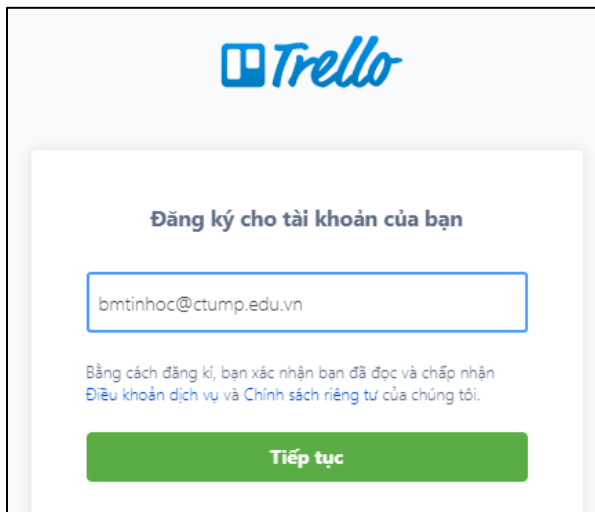 Trello
Đăng ký cho tài khoản của bạn
bmtinhoc@ctump.edu.vn
Bằng cách đăng kí, bạn xác nhận bạn đã đọc và chấp nhận
Điều khoản dịch vụ và Chính sách riêng tư của chúng tôi.
Tiếp tục